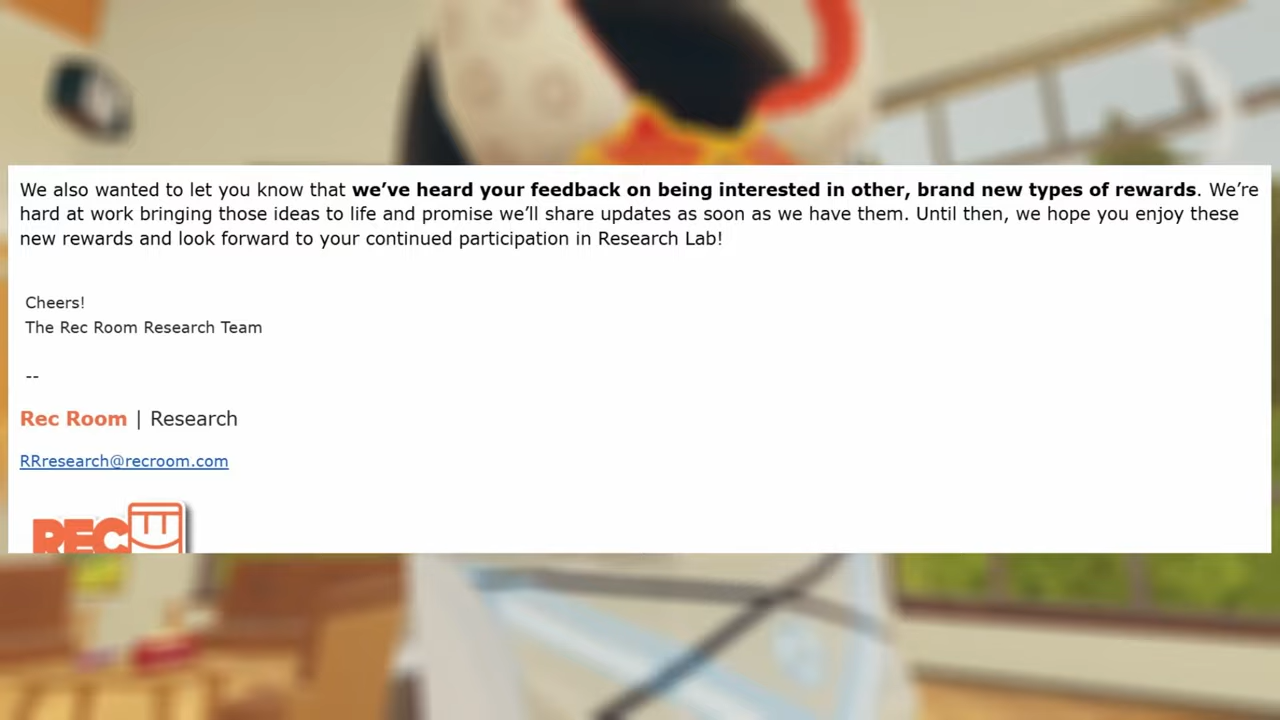 We also wanted to let you know that we’ve heard your feedback on being interested in other, brand new types of rewards. We’re
hard at work bringing those ideas to life and promise we’ll share updates as soon as we have them. Until then, we hope you enjoy these
new rewards and look forward to your continued participation in Research Lab!
Cheers!
The Rec Room Research Team
--
Rec Room | Research
RRresearch@recroom.com
REC